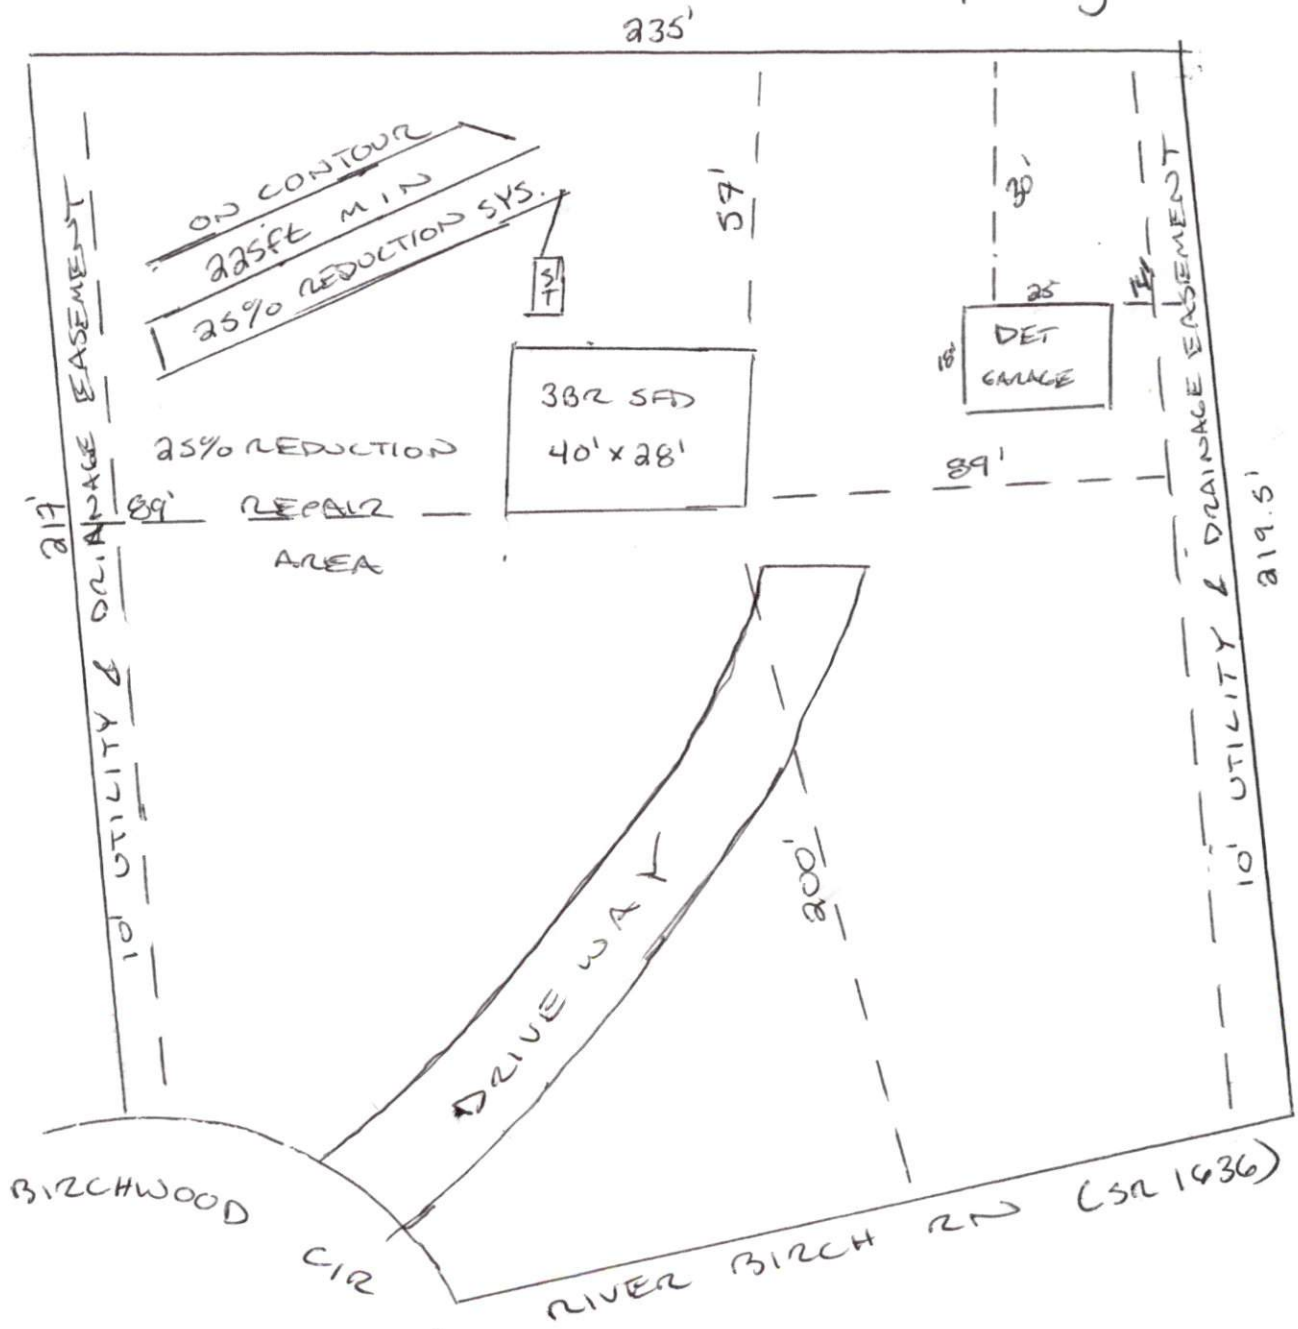 235'
ON CONTOUR
225ft MIN
25% REDUCTION SYS.
ST
57'
25
DET
GARAGE
3BR SFD
40' x 28'
25% REDUCTION
REPAIR
AREA
89'
89'
217'
219.5'
10' UTILITY & DRAINAGE EASEMENT
10' UTILITY & DRAINAGE EASEMENT
200'
DRIVE WAY
BIRCHWOOD
CIR
RIVER BIRCH RN (SR 1636)